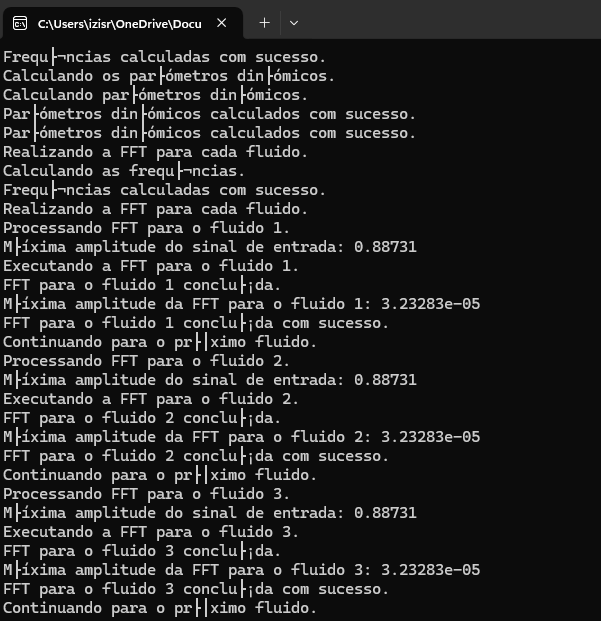 C:\Users\izisr\OneDrive\Docu
Frequ├¬ncias calculadas com sucesso.
Calculando os par├ómetros din├ómicos.
Calculando par├ómetros din├ómicos.
Par├ómetros din├ómicos calculados com sucesso.
Par├ómetros din├ómicos calculados com sucesso.
Realizando a FFT para cada fluido.
Calculando as frequ├¬ncias.
Frequ├¬ncias calculadas com sucesso.
Realizando a FFT para cada fluido.
Processando FFT para o fluido 1.
M├íxima amplitude do sinal de entrada: 0.88731
Executando a FFT para o fluido 1.
FFT para o fluido 1 conclu├¡da.
M├íxima amplitude da FFT para o fluido 1: 3.23283e-05
FFT para o fluido 1 conclu├¡da com sucesso.
Continuando para o pr├│ximo fluido.
Processando FFT para o fluido 2.
M├íxima amplitude do sinal de entrada: 0.88731
Executando a FFT para o fluido 2.
FFT para o fluido 2 conclu├¡da.
M├íxima amplitude da FFT para o fluido 2: 3.23283e-05
FFT para o fluido 2 conclu├¡da com sucesso.
Continuando para o pr├│ximo fluido.
Processando FFT para o fluido 3.
M├íxima amplitude do sinal de entrada: 0.88731
Executando a FFT para o fluido 3.
FFT para o fluido 3 conclu├¡da.
M├íxima amplitude da FFT para o fluido 3: 3.23283e-05
FFT para o fluido 3 conclu├¡da com sucesso.
Continuando para o pr├│ximo fluido.